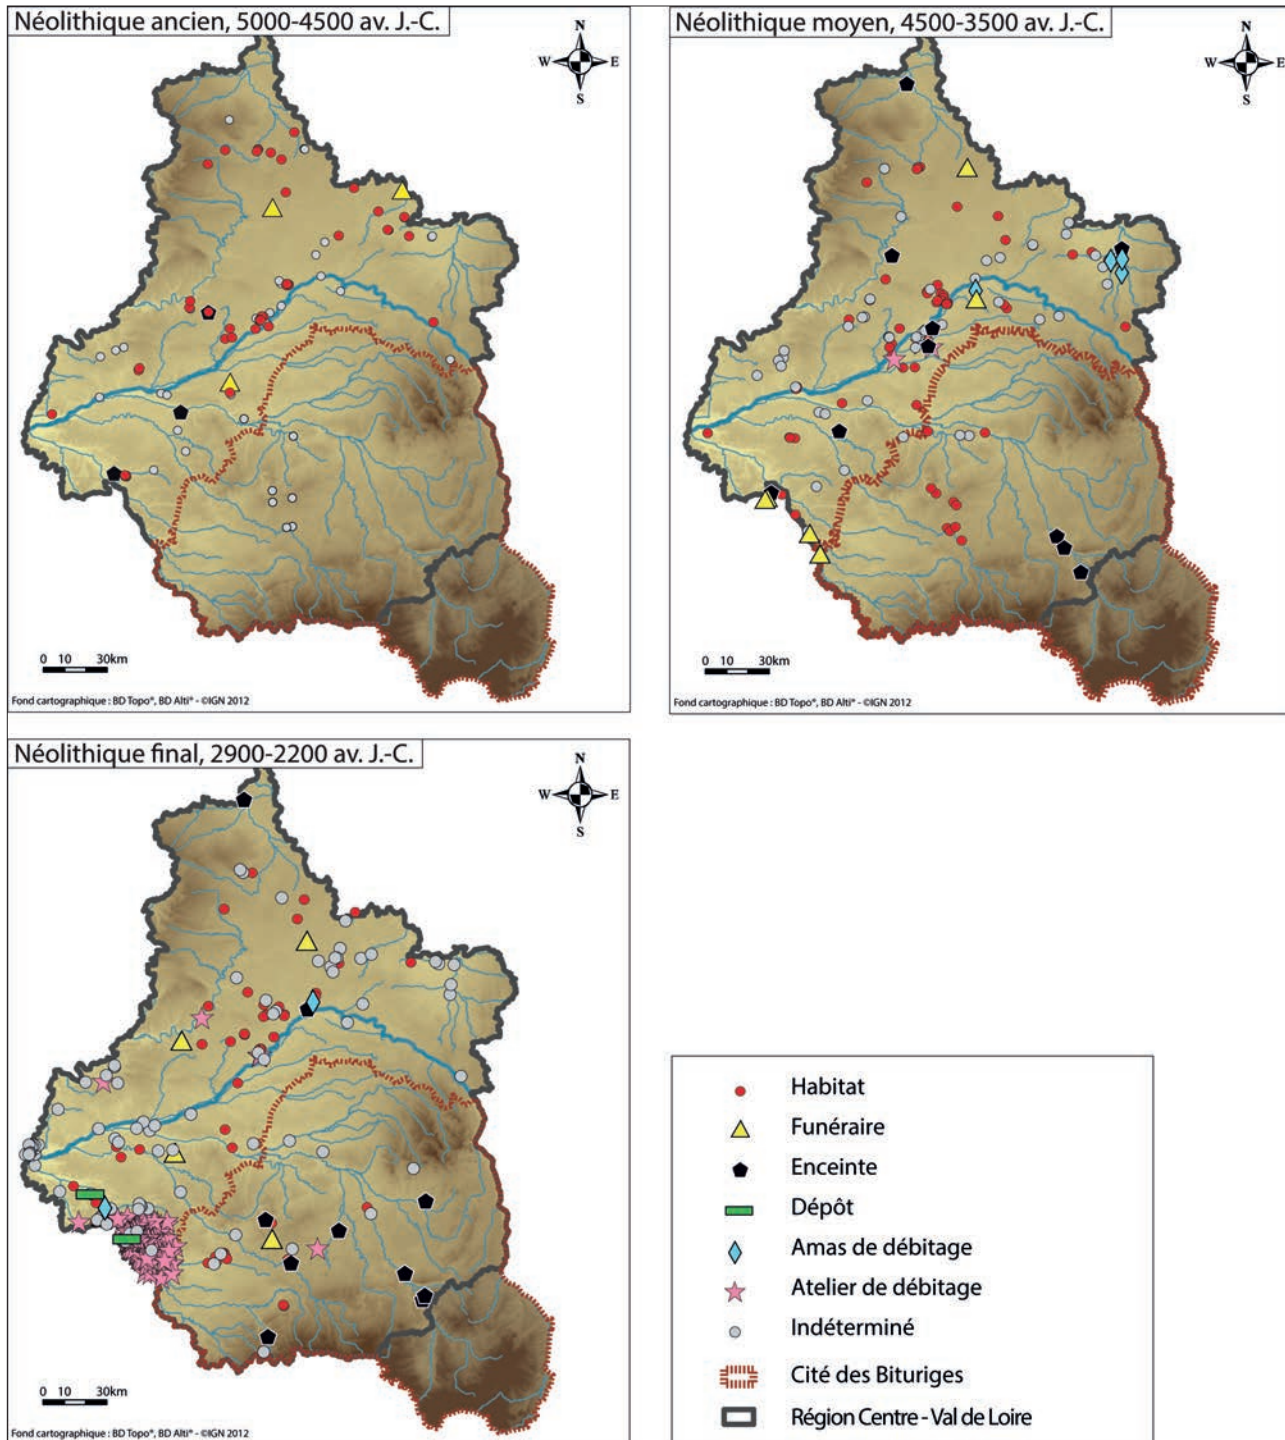 Néolithique ancien, 5000-4500 av. J.-C.
N
W E
S
0 10 30km
Fond cartographique : BD Topo®, BD Alti® - ©IGN 2012
Néolithique moyen, 4500-3500 av. J.-C.
N
W E
S
0 10 30km
Fond cartographique : BD Topo®, BD Alti® - ©IGN 2012
Néolithique final, 2900-2200 av. J.-C.
N
W E
S
0 10 30km
Fond cartographique : BD Topo®, BD Alti® - ©IGN 2012
Habitat
Funéraire
Enceinte
Dépôt
Amas de débitage
Atelier de débitage
Indéterminé
Cité des Bituriges
Région Centre - Val de Loire